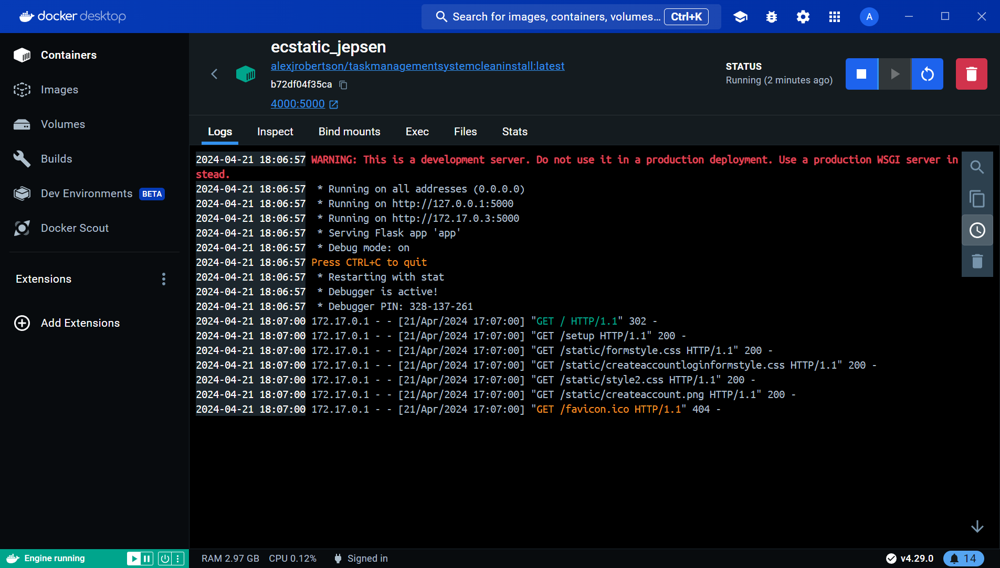 docker desktop
Search for images, containers, volumes... Ctrl+K
A
Containers
Images
Volumes
Builds
Dev Environments BETA
Docker Scout
Extensions
Add Extensions
ecstatic_jepsen
alexjrobertson/taskmanagementsystemcleaninstall:latest
b72df04f35ca
4000:5000
STATUS
Running (2 minutes ago)
Logs Inspect Bind mounts Exec Files Stats
2024-04-21 18:06:57 WARNING: This is a development server. Do not use it in a production deployment. Use a production WSGI server in
stead.
2024-04-21 18:06:57 * Running on all addresses (0.0.0.0)
2024-04-21 18:06:57 * Running on http://127.0.0.1:5000
2024-04-21 18:06:57 * Running on http://172.17.0.3:5000
2024-04-21 18:06:57 * Serving Flask app 'app'
2024-04-21 18:06:57 * Debug mode: on
2024-04-21 18:06:57 Press CTRL+C to quit
2024-04-21 18:06:57 * Restarting with stat
2024-04-21 18:06:57 * Debugger is active!
2024-04-21 18:06:57 * Debugger PIN: 328-137-261
2024-04-21 18:07:00 172.17.0.1 - - [21/Apr/2024 17:07:00] "GET / HTTP/1.1" 302 -
2024-04-21 18:07:00 172.17.0.1 - - [21/Apr/2024 17:07:00] "GET /setup HTTP/1.1" 200 -
2024-04-21 18:07:00 172.17.0.1 - - [21/Apr/2024 17:07:00] "GET /static/formstyle.css HTTP/1.1" 200 -
2024-04-21 18:07:00 172.17.0.1 - - [21/Apr/2024 17:07:00] "GET /static/createaccountloginformstyle.css HTTP/1.1" 200 -
2024-04-21 18:07:00 172.17.0.1 - - [21/Apr/2024 17:07:00] "GET /static/style2.css HTTP/1.1" 200 -
2024-04-21 18:07:00 172.17.0.1 - - [21/Apr/2024 17:07:00] "GET /static/createaccount.png HTTP/1.1" 200 -
2024-04-21 18:07:00 172.17.0.1 - - [21/Apr/2024 17:07:00] "GET /favicon.ico HTTP/1.1" 404 -
Engine running
RAM 2.97 GB CPU 0.12% Signed in
v4.29.0
14